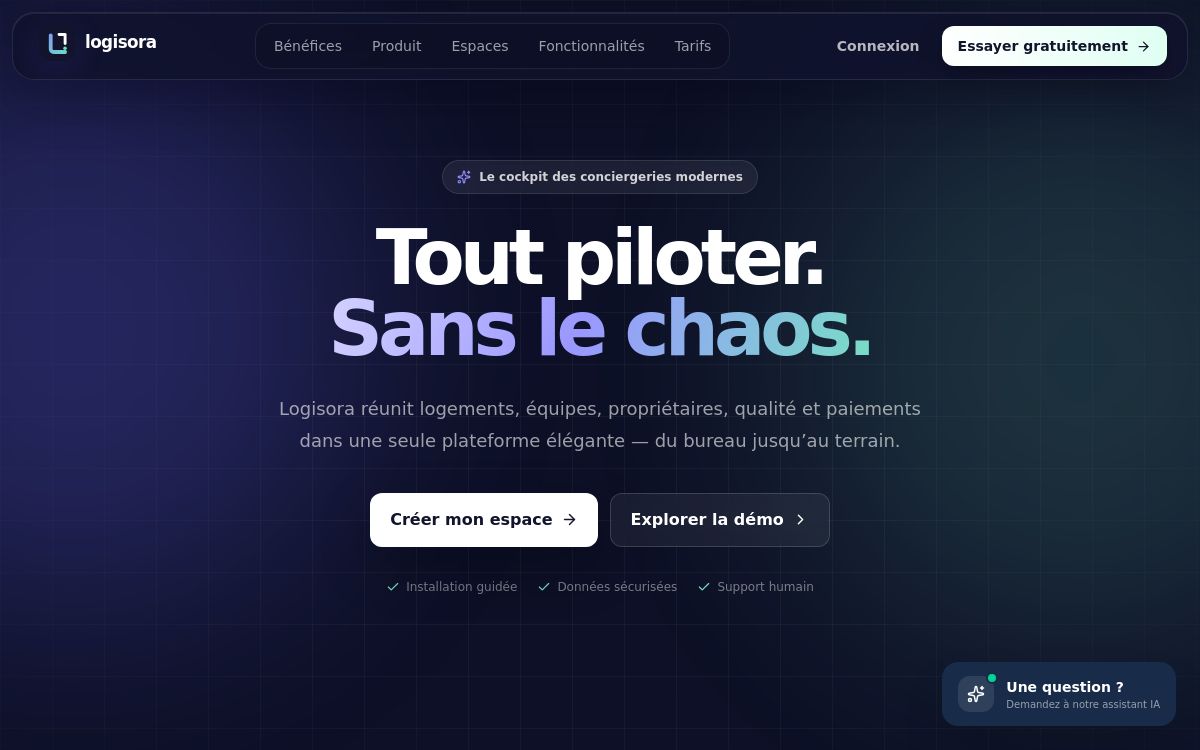 logisora
Bénéfices
Produit
Espaces
Fonctionnalités
Tarifs
Connexion
Essayer gratuitement
Le cockpit des conciergeries modernes
Tout piloter.
Sans le chaos.
Logisora réunit logements, équipes, propriétaires, qualité et paiements
dans une seule plateforme élégante — du bureau jusqu’au terrain.
Créer mon espace
Explorer la démo
Installation guidée
Données sécurisées
Support humain
Une question ?
Demandez à notre assistant IA